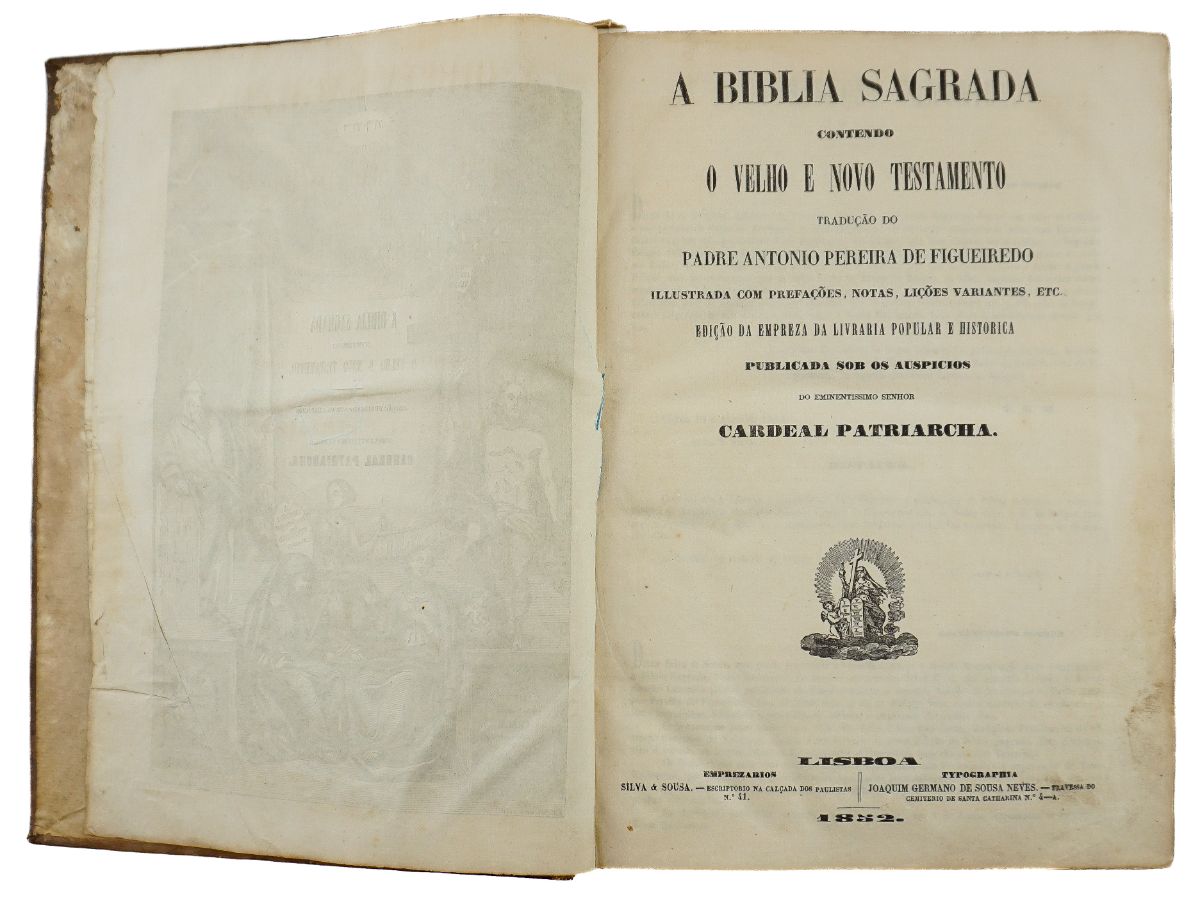 A BIBLIA SAGRADA
CONTENDO
O VELHO E NOVO TESTAMENTO
TRADUÇÃO DO
PADRE ANTONIO PEREIRA DE FIGUEIREDO
ILLUSTRADA COM PREFAÇÕES, NOTAS, LIÇÕES VARIANTES, ETC.
EDIÇÃO DA EMPREZA DA LIVRARIA POPULAR E HISTORICA
PUBLICADA SOB OS AUSPICIOS
DO EMINENTISSIMO SENHOR
CARDEAL PATRIARCHA.
LISBOA
EMPREZARIOS
SILVA & SOUSA. — ESCRIPTORIO NA CALÇADA DOS PAULISTAS
N.º 41.
TYPOGRAPHIA
JOAQUIM GERMANO DE SOUSA NEVES. — TRAVESSA DO
CEMITERIO DE SANTA CATHARINA N.º 4—A.
1852.